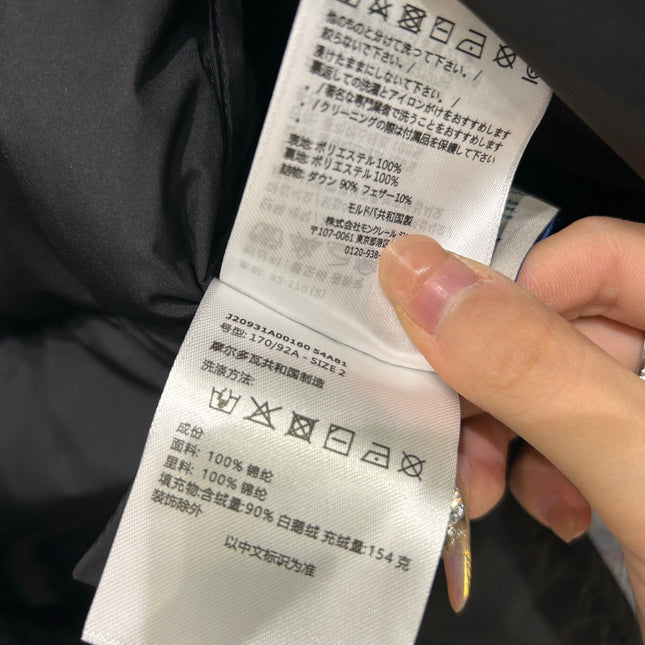 他のものと分けて洗って下さい。/
絞らないで下さい。/
漬けたままにしないで下さい。/
裏返しての洗濯とアイロンがけをおすすめします
・/著名な専門業者で洗うことをおすすめします
・/クリーニングの際は付属品を保護して下さい
表地: ポリエステル100%
裏地: ポリエステル100%
詰物: ダウン 90% フェザー10%
モルドバ共和国製
株式会社モンクレール
〒107-0061 東京都港区
0120-938-
J20931A00160 54A81
号型: 170/92A - SIZE 2
摩尔多瓦共和国制造
洗涤方法:
成份
面料: 100% 锦纶
里料: 100% 锦纶
填充物:含绒量:90% 白鹅绒 充绒量:154 克
装饰除外
以中文标识为准